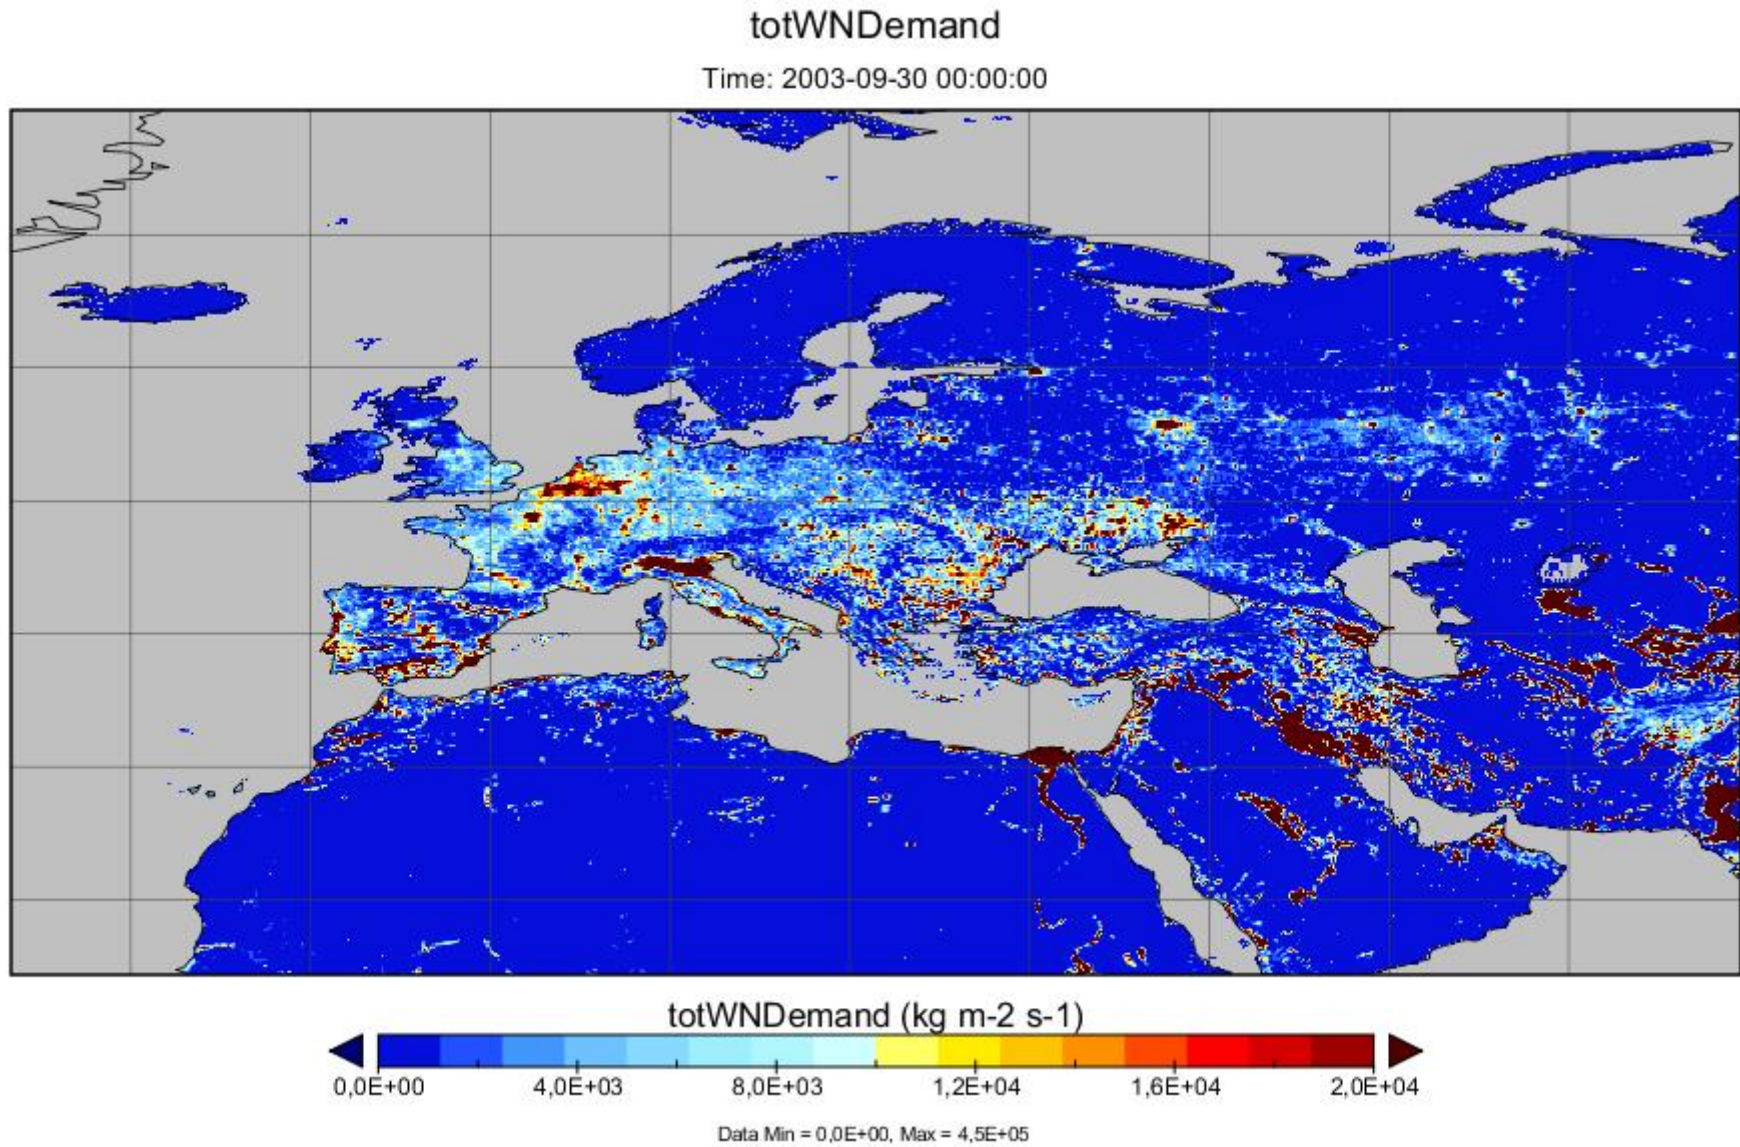 totWNDemand
Time: 2003-09-30 00:00:00
totWNDemand (kg m-2 s-1)
0,0E+00 4,0E+03 8,0E+03 1,2E+04 1,6E+04 2,0E+04
Data Min = 0,0E+00, Max = 4,5E+05